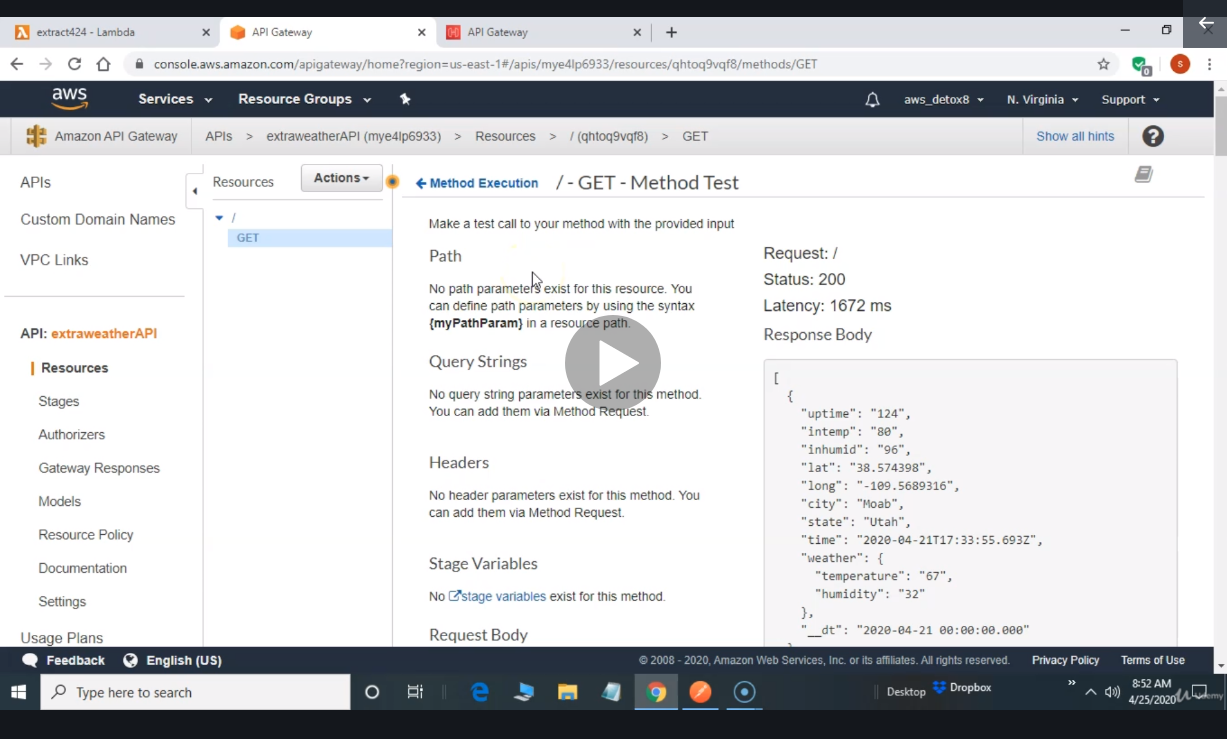 extract424 - Lambda
API Gateway
API Gateway
console.aws.amazon.com/apigateway/home?region=us-east-1#/apis/mye4lp6933/resources/qhtoq9vqf8/methods/GET
0
s
aws
Services
Resource Groups
aws_detox8
N. Virginia
Support
Amazon API Gateway
APIs > extraweatherAPI (mye4lp6933) > Resources > / (qhtoq9vqf8) > GET
Show all hints
?
APIs
Custom Domain Names
VPC Links
API: extraweatherAPI
Resources
Stages
Authorizers
Gateway Responses
Models
Resource Policy
Documentation
Settings
Usage Plans
Resources
Actions
/
GET
Method Execution
/ - GET - Method Test
Make a test call to your method with the provided input
Path
No path parameters exist for this resource. You
can define path parameters by using the syntax
{myPathParam} in a resource path.
Query Strings
No query string parameters exist for this method.
You can add them via Method Request.
Headers
No header parameters exist for this method. You
can add them via Method Request.
Stage Variables
No stage variables exist for this method.
Request Body
Request: /
Status: 200
Latency: 1672 ms
Response Body
[
{
"uptime": "124",
"intemp": "80",
"inhumid": "96",
"lat": "38.574398",
"long": "-109.5689316",
"city": "Moab",
"state": "Utah",
"time": "2020-04-21T17:33:55.693Z",
"weather": {
"temperature": "67",
"humidity": "32"
},
"__dt": "2020-04-21 00:00:00.000"
Feedback
English (US)
© 2008 - 2020, Amazon Web Services, Inc. or its affiliates. All rights reserved.
Privacy Policy
Terms of Use
Type here to search
Desktop
Dropbox
8:52 AM
4/25/2020
Udemy